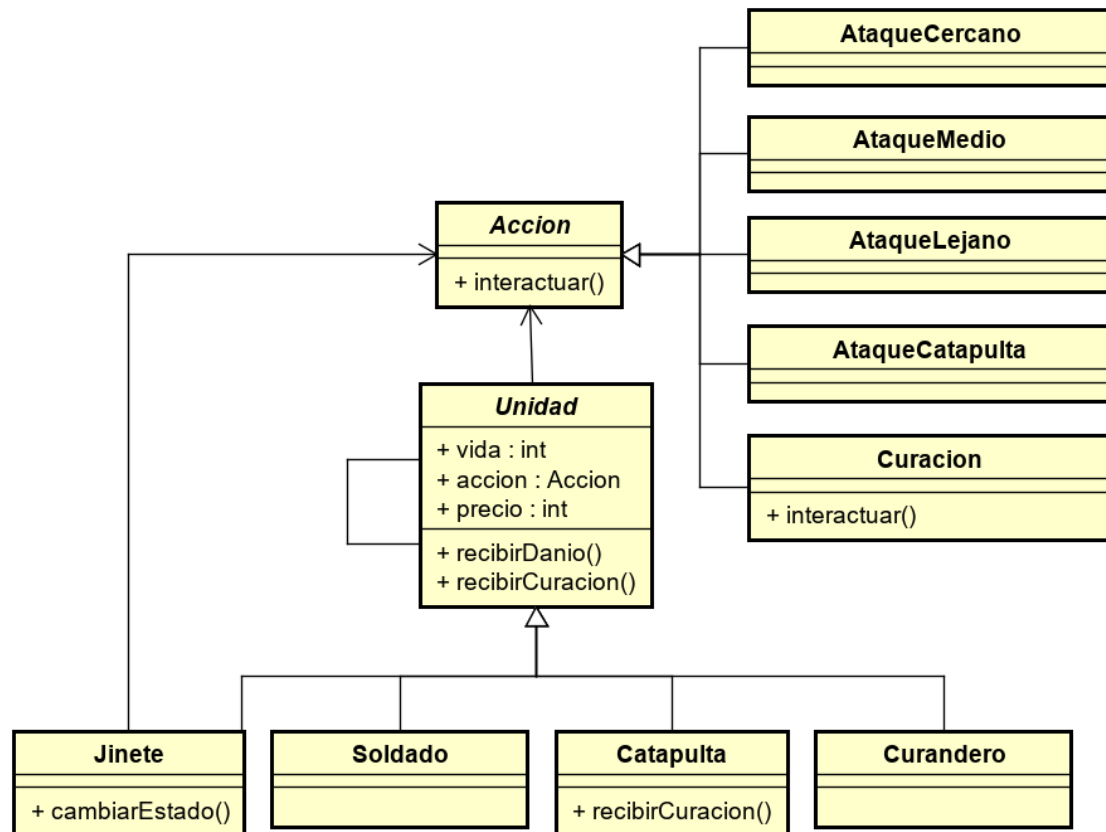 AtaqueCercano
AtaqueMedio
Accion
+ interactuar()
AtaqueLejano
AtaqueCatapulta
Unidad
+ vida : int
+ accion : Accion
+ precio : int
+ recibirDanio()
+ recibirCuracion()
Curacion
+ interactuar()
Jinete
+ cambiarEstado()
Soldado
Catapulta
+ recibirCuracion()
Curandero